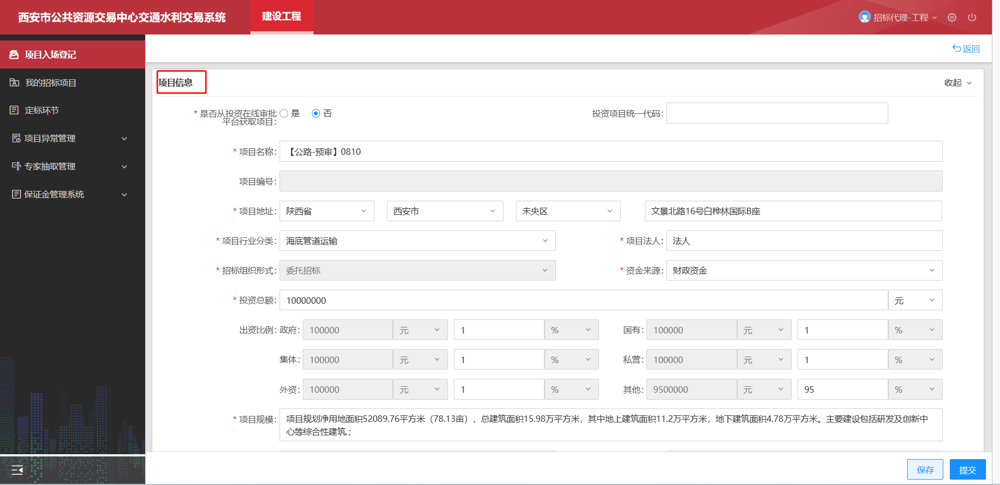 西安市公共资源交易中心交通水利交易系统
建设工程
招标代理-工程
项目入场登记
我的招标项目
定标环节
项目异常管理
专家抽取管理
保证金管理系统
返回
项目信息
收起
* 是否从投资在线审批平台获取项目: 是 否
投资项目统一代码:
* 项目名称: 【公路-预审】0810
项目编号:
* 项目地址: 陕西省 西安市 未央区 文景北路16号白桦林国际B座
* 项目行业分类: 海底管道运输
* 项目法人: 法人
* 招标组织形式: 委托招标
* 资金来源: 财政资金
* 投资总额: 10000000 元
出资比例: 政府: 100000 元 1 % 国有: 100000 元 1 %
集体: 100000 元 1 % 私营: 100000 元 1 %
外资: 100000 元 1 % 其他: 9500000 元 95 %
* 项目规模: 项目规划净用地面积52089.76平方米（78.13亩），总建筑面积15.98万平方米，其中地上建筑面积11.2万平方米，地下建筑面积4.78万平方米。主要建设包括研发及创新中
心等综合性建筑.;
保存
提交